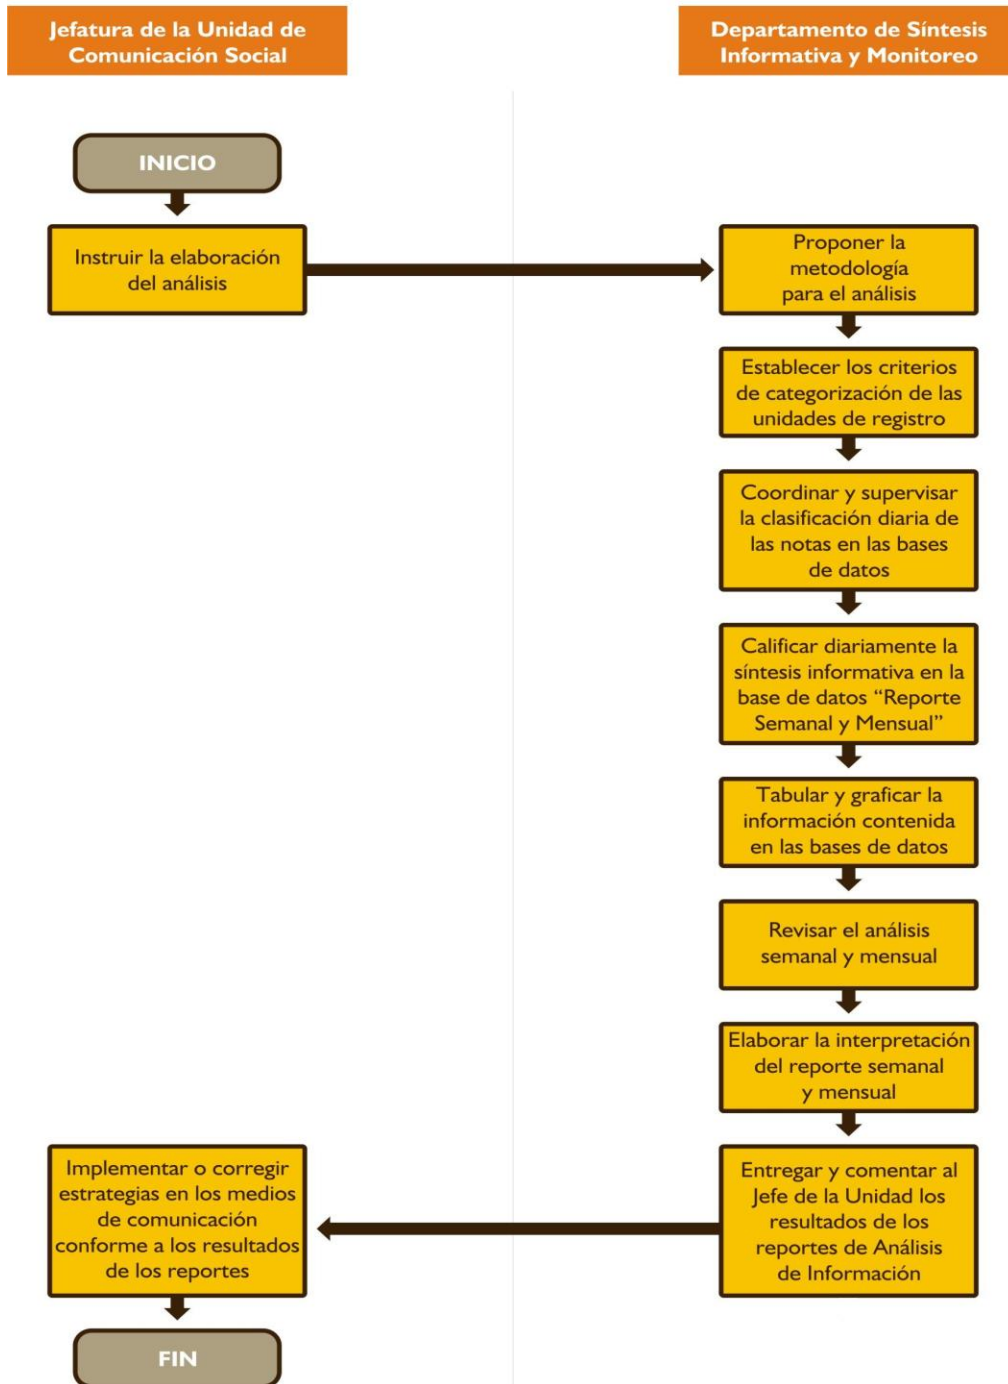 Jefatura de la Unidad de
Comunicación Social
Departamento de Síntesis
Informativa y Monitoreo
INICIO
Instruir la elaboración
del análisis
Proponer la
metodología
para el análisis
Establecer los criterios
de categorización de las
unidades de registro
Coordinar y supervisar
la clasificación diaria de
las notas en las bases
de datos
Calificar diariamente la
síntesis informativa en la
base de datos “Reporte
Semanal y Mensual”
Tabular y graficar la
información contenida
en las bases de datos
Revisar el análisis
semanal y mensual
Elaborar la interpretación
del reporte semanal
y mensual
Entregar y comentar al
Jefe de la Unidad los
resultados de los
reportes de Análisis
de Información
Implementar o corregir
estrategias en los medios
de comunicación
conforme a los resultados
de los reportes
FIN